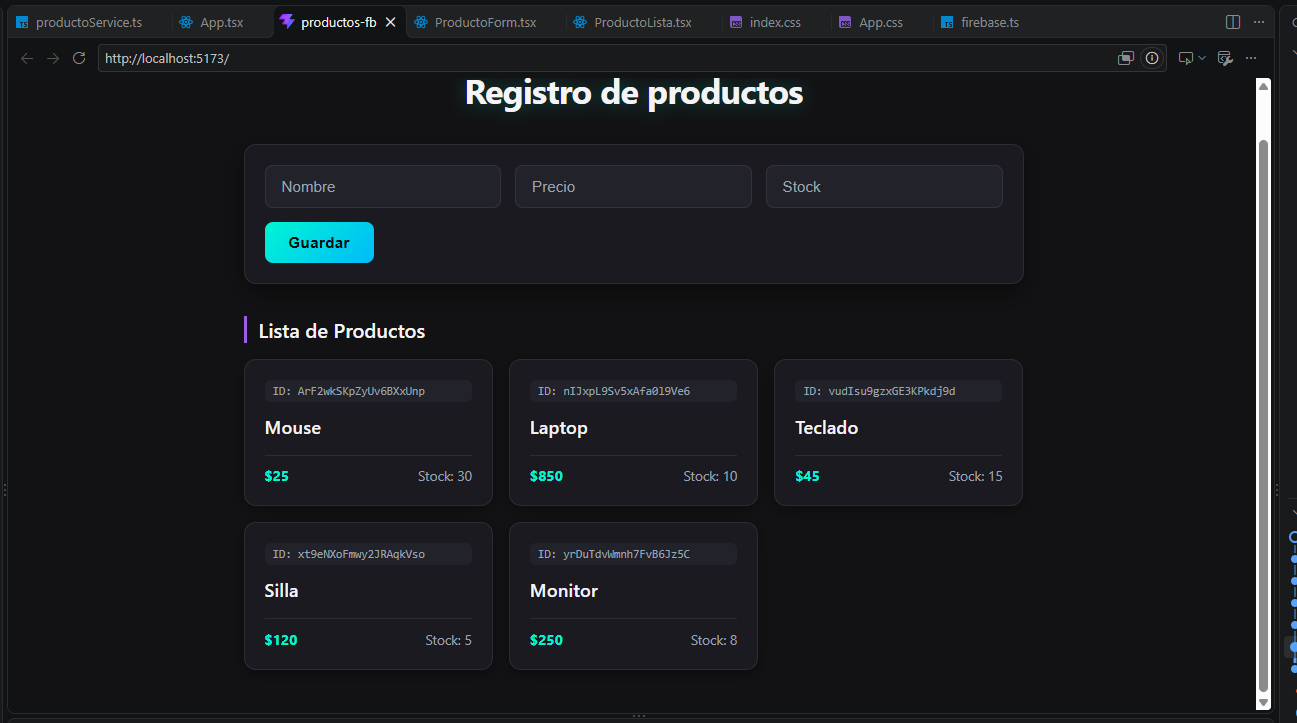 productoService.ts App.tsx productos-fb ProductoForm.tsx ProductoLista.tsx index.css App.css firebase.ts
http://localhost:5173/
Registro de productos
Nombre Precio Stock
Guardar
Lista de Productos
ID: ArF2wkSKpZyUv6BXxUnp ID: nIJxpL9Sv5xAfa0l9Ve6 ID: vudIsu9gzxGE3KPkdj9d
Mouse Laptop Teclado
$25 Stock: 30 $850 Stock: 10 $45 Stock: 15
ID: xt9eNXoFmwy2JRAqkVso ID: yrDuTdvWmnh7FvB6Jz5C
Silla Monitor
$120 Stock: 5 $250 Stock: 8